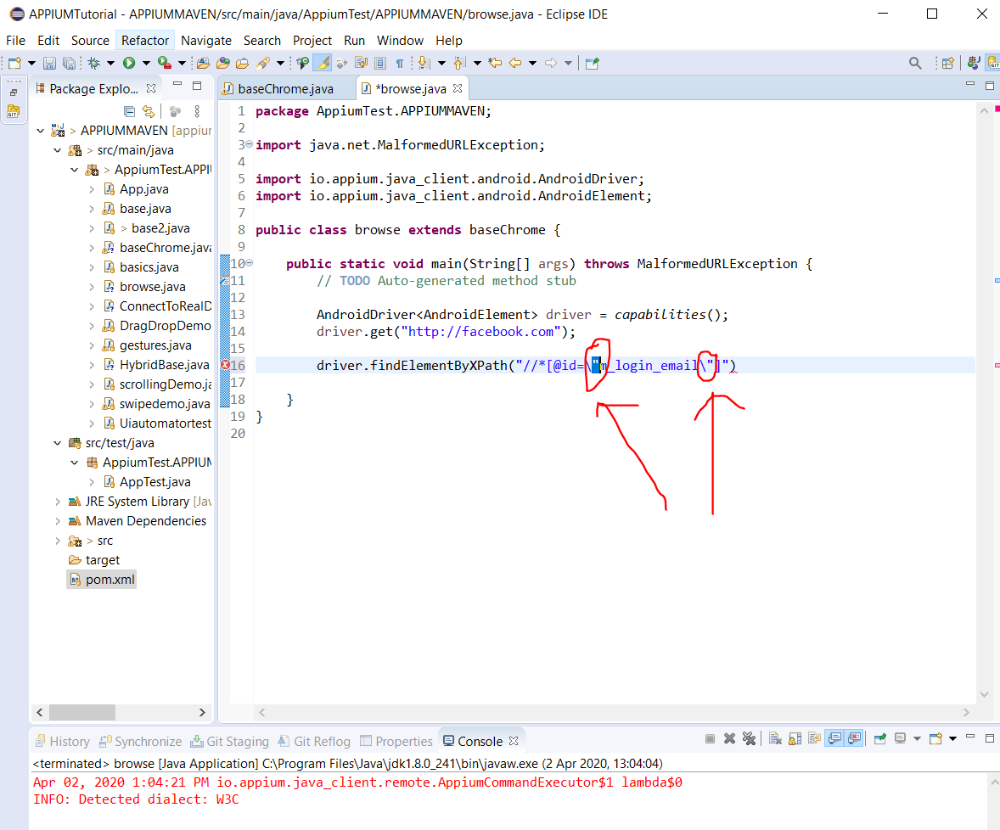 APPIUMTutorial - APPIUMMAVEN/src/main/java/AppiumTest/APPIUMMAVEN/browse.java - Eclipse IDE
File Edit Source Refactor Navigate Search Project Run Window Help
Package Explo...
APPIUMMAVEN [appiur
> src/main/java
> AppiumTest.APPI
App.java
base.java
> base2.java
baseChrome.java
basics.java
browse.java
ConnectToRealD
DragDropDemo
gestures.java
HybridBase.java
scrollingDemo.ja
swipedemo.java
Uiautomatortest
src/test/java
AppiumTest.APPIUM
AppTest.java
JRE System Library [Jav
Maven Dependencies
> src
target
pom.xml
baseChrome.java *browse.java
1 package AppiumTest.APPIUMMAVEN;
2
3 import java.net.MalformedURLException;
4
5 import io.appium.java_client.android.AndroidDriver;
6 import io.appium.java_client.android.AndroidElement;
7
8 public class browse extends baseChrome {
9
10 public static void main(String[] args) throws MalformedURLException {
11 // TODO Auto-generated method stub
12
13 AndroidDriver<AndroidElement> driver = capabilities();
14 driver.get("http://facebook.com");
15
16 driver.findElementByXPath("//*[@id=\"m_login_email\"]")
17
18 }
19 }
20
History Synchronize Git Staging Git Reflog Properties Console
<terminated> browse [Java Application] C:\Program Files\Java\jdk1.8.0_241\bin\javaw.exe (2 Apr 2020, 13:04:04)
Apr 02, 2020 1:04:21 PM io.appium.java_client.remote.AppiumCommandExecutor$1 lambda$0
INFO: Detected dialect: W3C